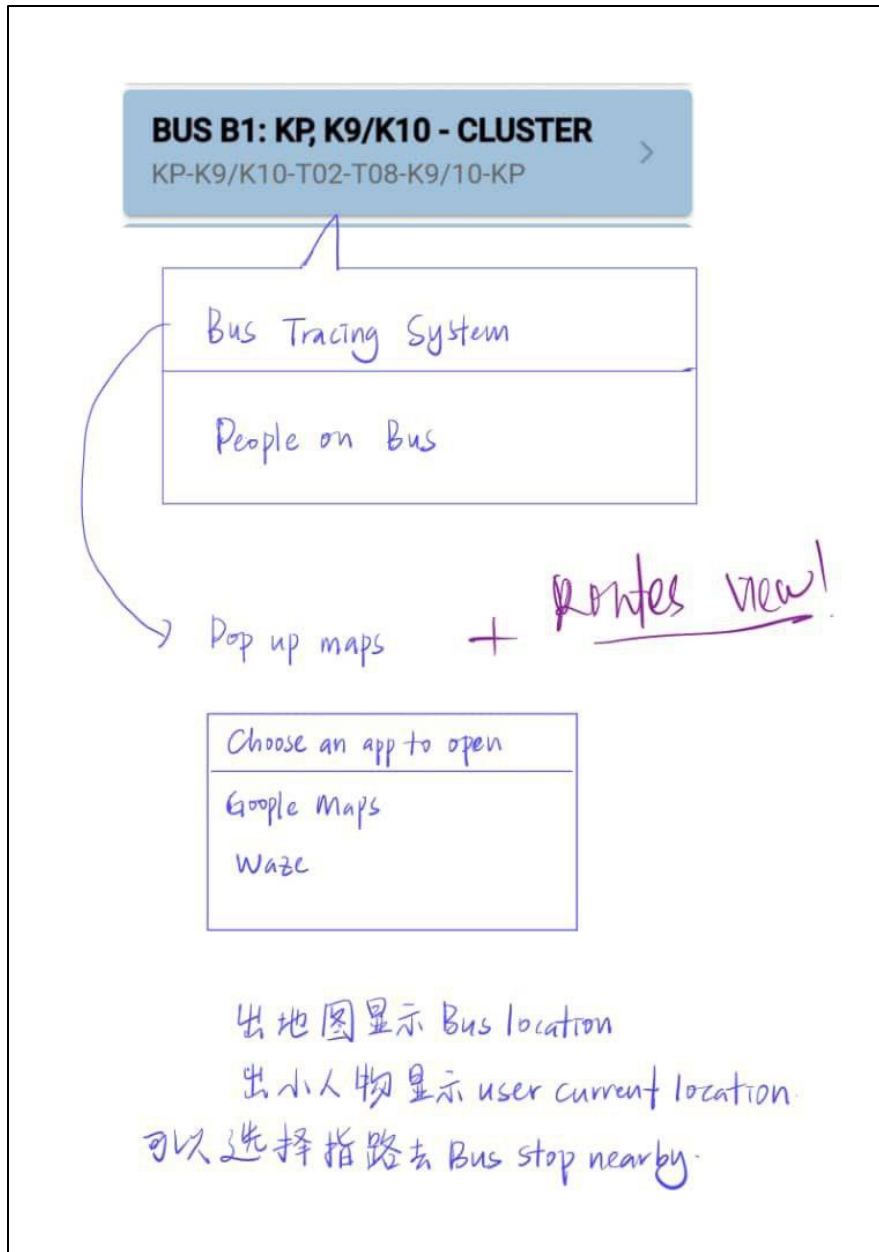 BUS B1: KP, K9/K10 - CLUSTER
KP-K9/K10-T02-T08-K9/10-KP
Bus Tracing System
People on Bus
Pop up maps + Routes view!
Choose an app to open
Google Maps
Waze
出地图显示 Bus location
出小人物显示 user current location.
可以选择指路去 Bus stop nearby.